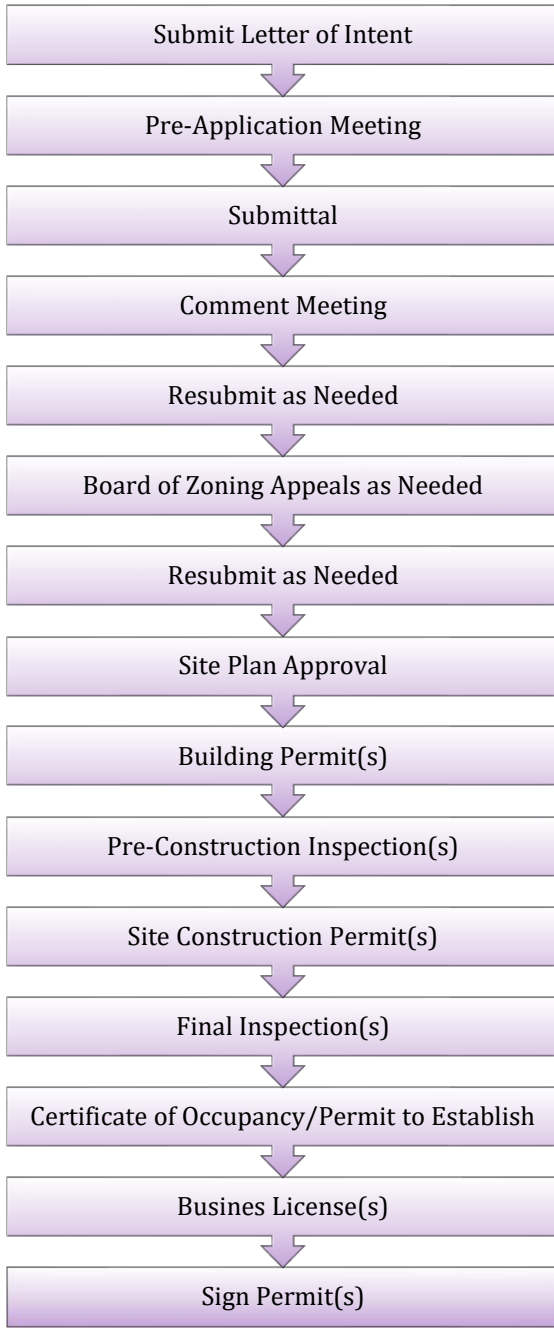 Submit Letter of Intent
Pre-Application Meeting
Submittal
Comment Meeting
Resubmit as Needed
Board of Zoning Appeals as Needed
Resubmit as Needed
Site Plan Approval
Building Permit(s)
Pre-Construction Inspection(s)
Site Construction Permit(s)
Final Inspection(s)
Certificate of Occupancy/Permit to Establish
Busines License(s)
Sign Permit(s)